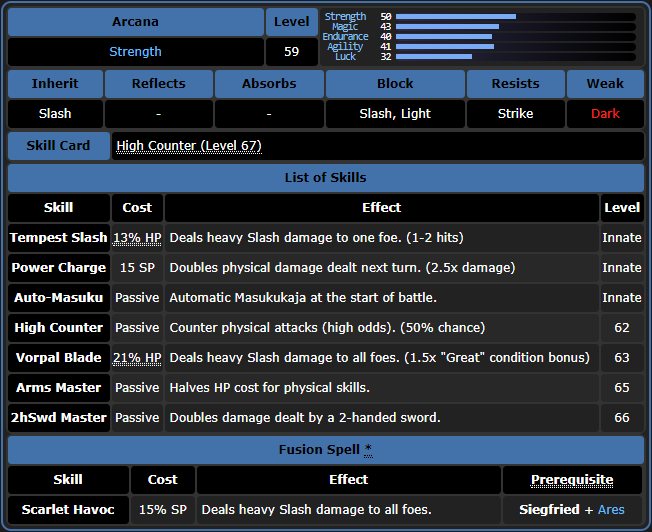 Arcana Level
Strength 59
Strength 50
Magic 43
Endurance 40
Agility 41
Luck 32
Inherit Reflects Absorbs Block Resists Weak
Slash - - Slash, Light Strike Dark
Skill Card High Counter (Level 67)
List of Skills
Skill Cost Effect Level
Tempest Slash 13% HP Deals heavy Slash damage to one foe. (1-2 hits) Innate
Power Charge 15 SP Doubles physical damage dealt next turn. (2.5x damage) Innate
Auto-Masuku Passive Automatic Masukukaja at the start of battle. Innate
High Counter Passive Counter physical attacks (high odds). (50% chance) 62
Vorpal Blade 21% HP Deals heavy Slash damage to all foes. (1.5x "Great" condition bonus) 63
Arms Master Passive Halves HP cost for physical skills. 65
2hSwd Master Passive Doubles damage dealt by a 2-handed sword. 66
Fusion Spell *
Skill Cost Effect Prerequisite
Scarlet Havoc 15% SP Deals heavy Slash damage to all foes. Siegfried + Ares